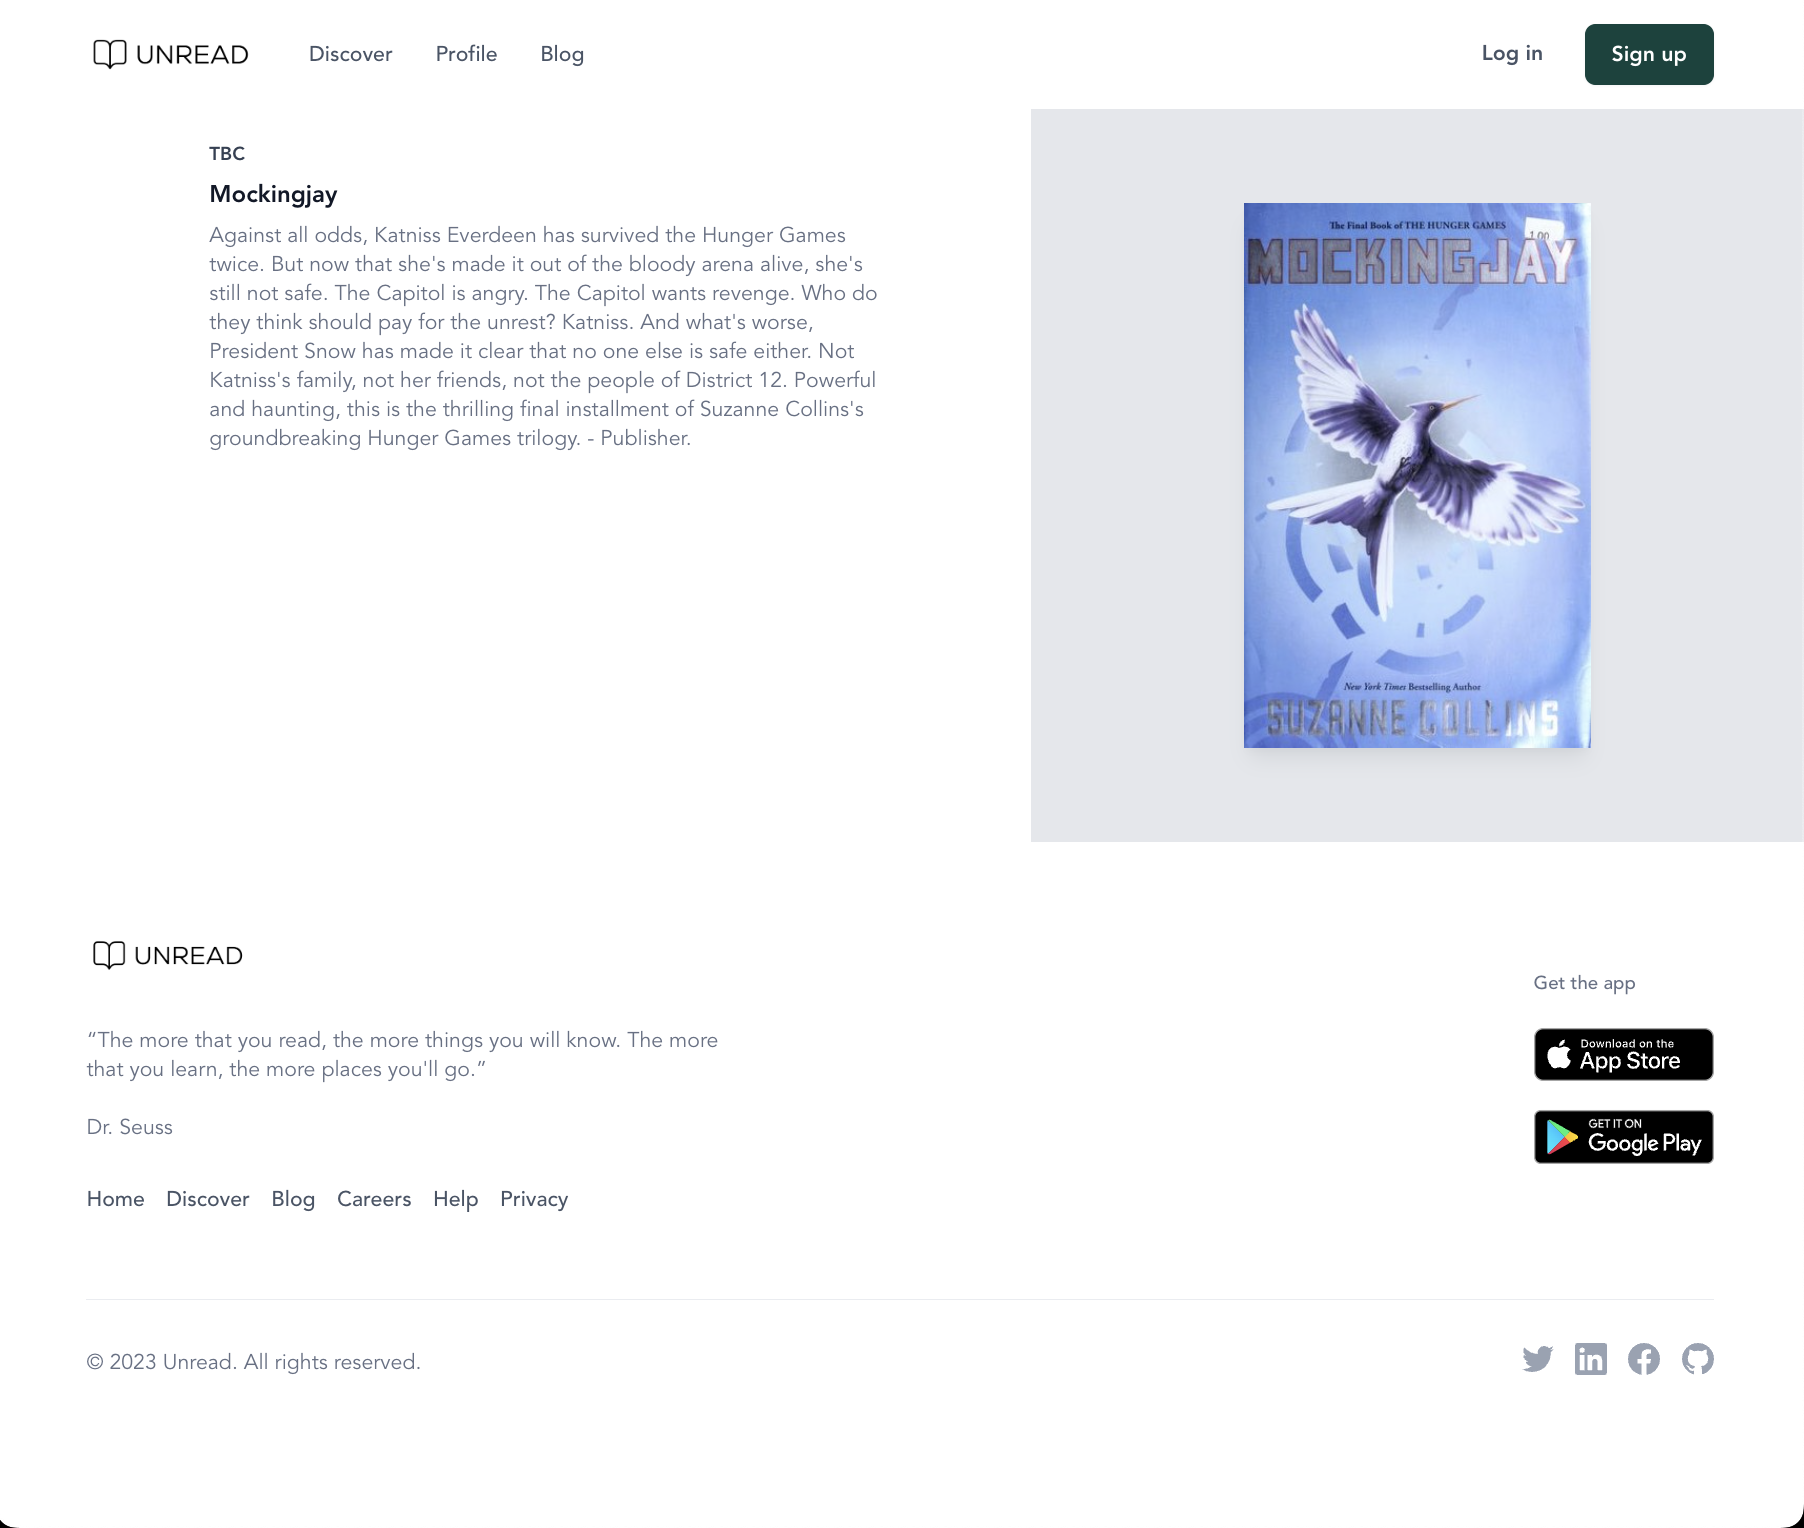 UNREAD
Discover
Profile
Blog
Log in
Sign up
TBC
Mockingjay
Against all odds, Katniss Everdeen has survived the Hunger Games
twice. But now that she's made it out of the bloody arena alive, she's
still not safe. The Capitol is angry. The Capitol wants revenge. Who do
they think should pay for the unrest? Katniss. And what's worse,
President Snow has made it clear that no one else is safe either. Not
Katniss's family, not her friends, not the people of District 12. Powerful
and haunting, this is the thrilling final installment of Suzanne Collins's
groundbreaking Hunger Games trilogy. - Publisher.
The Final Book of THE HUNGER GAMES
1.00
MOCKINGJAY
New York Times Bestselling Author
SUZANNE COLLINS
UNREAD
“The more that you read, the more things you will know. The more
that you learn, the more places you'll go.”
Dr. Seuss
Home
Discover
Blog
Careers
Help
Privacy
Get the app
Download on the
App Store
GET IT ON
Google Play
© 2023 Unread. All rights reserved.